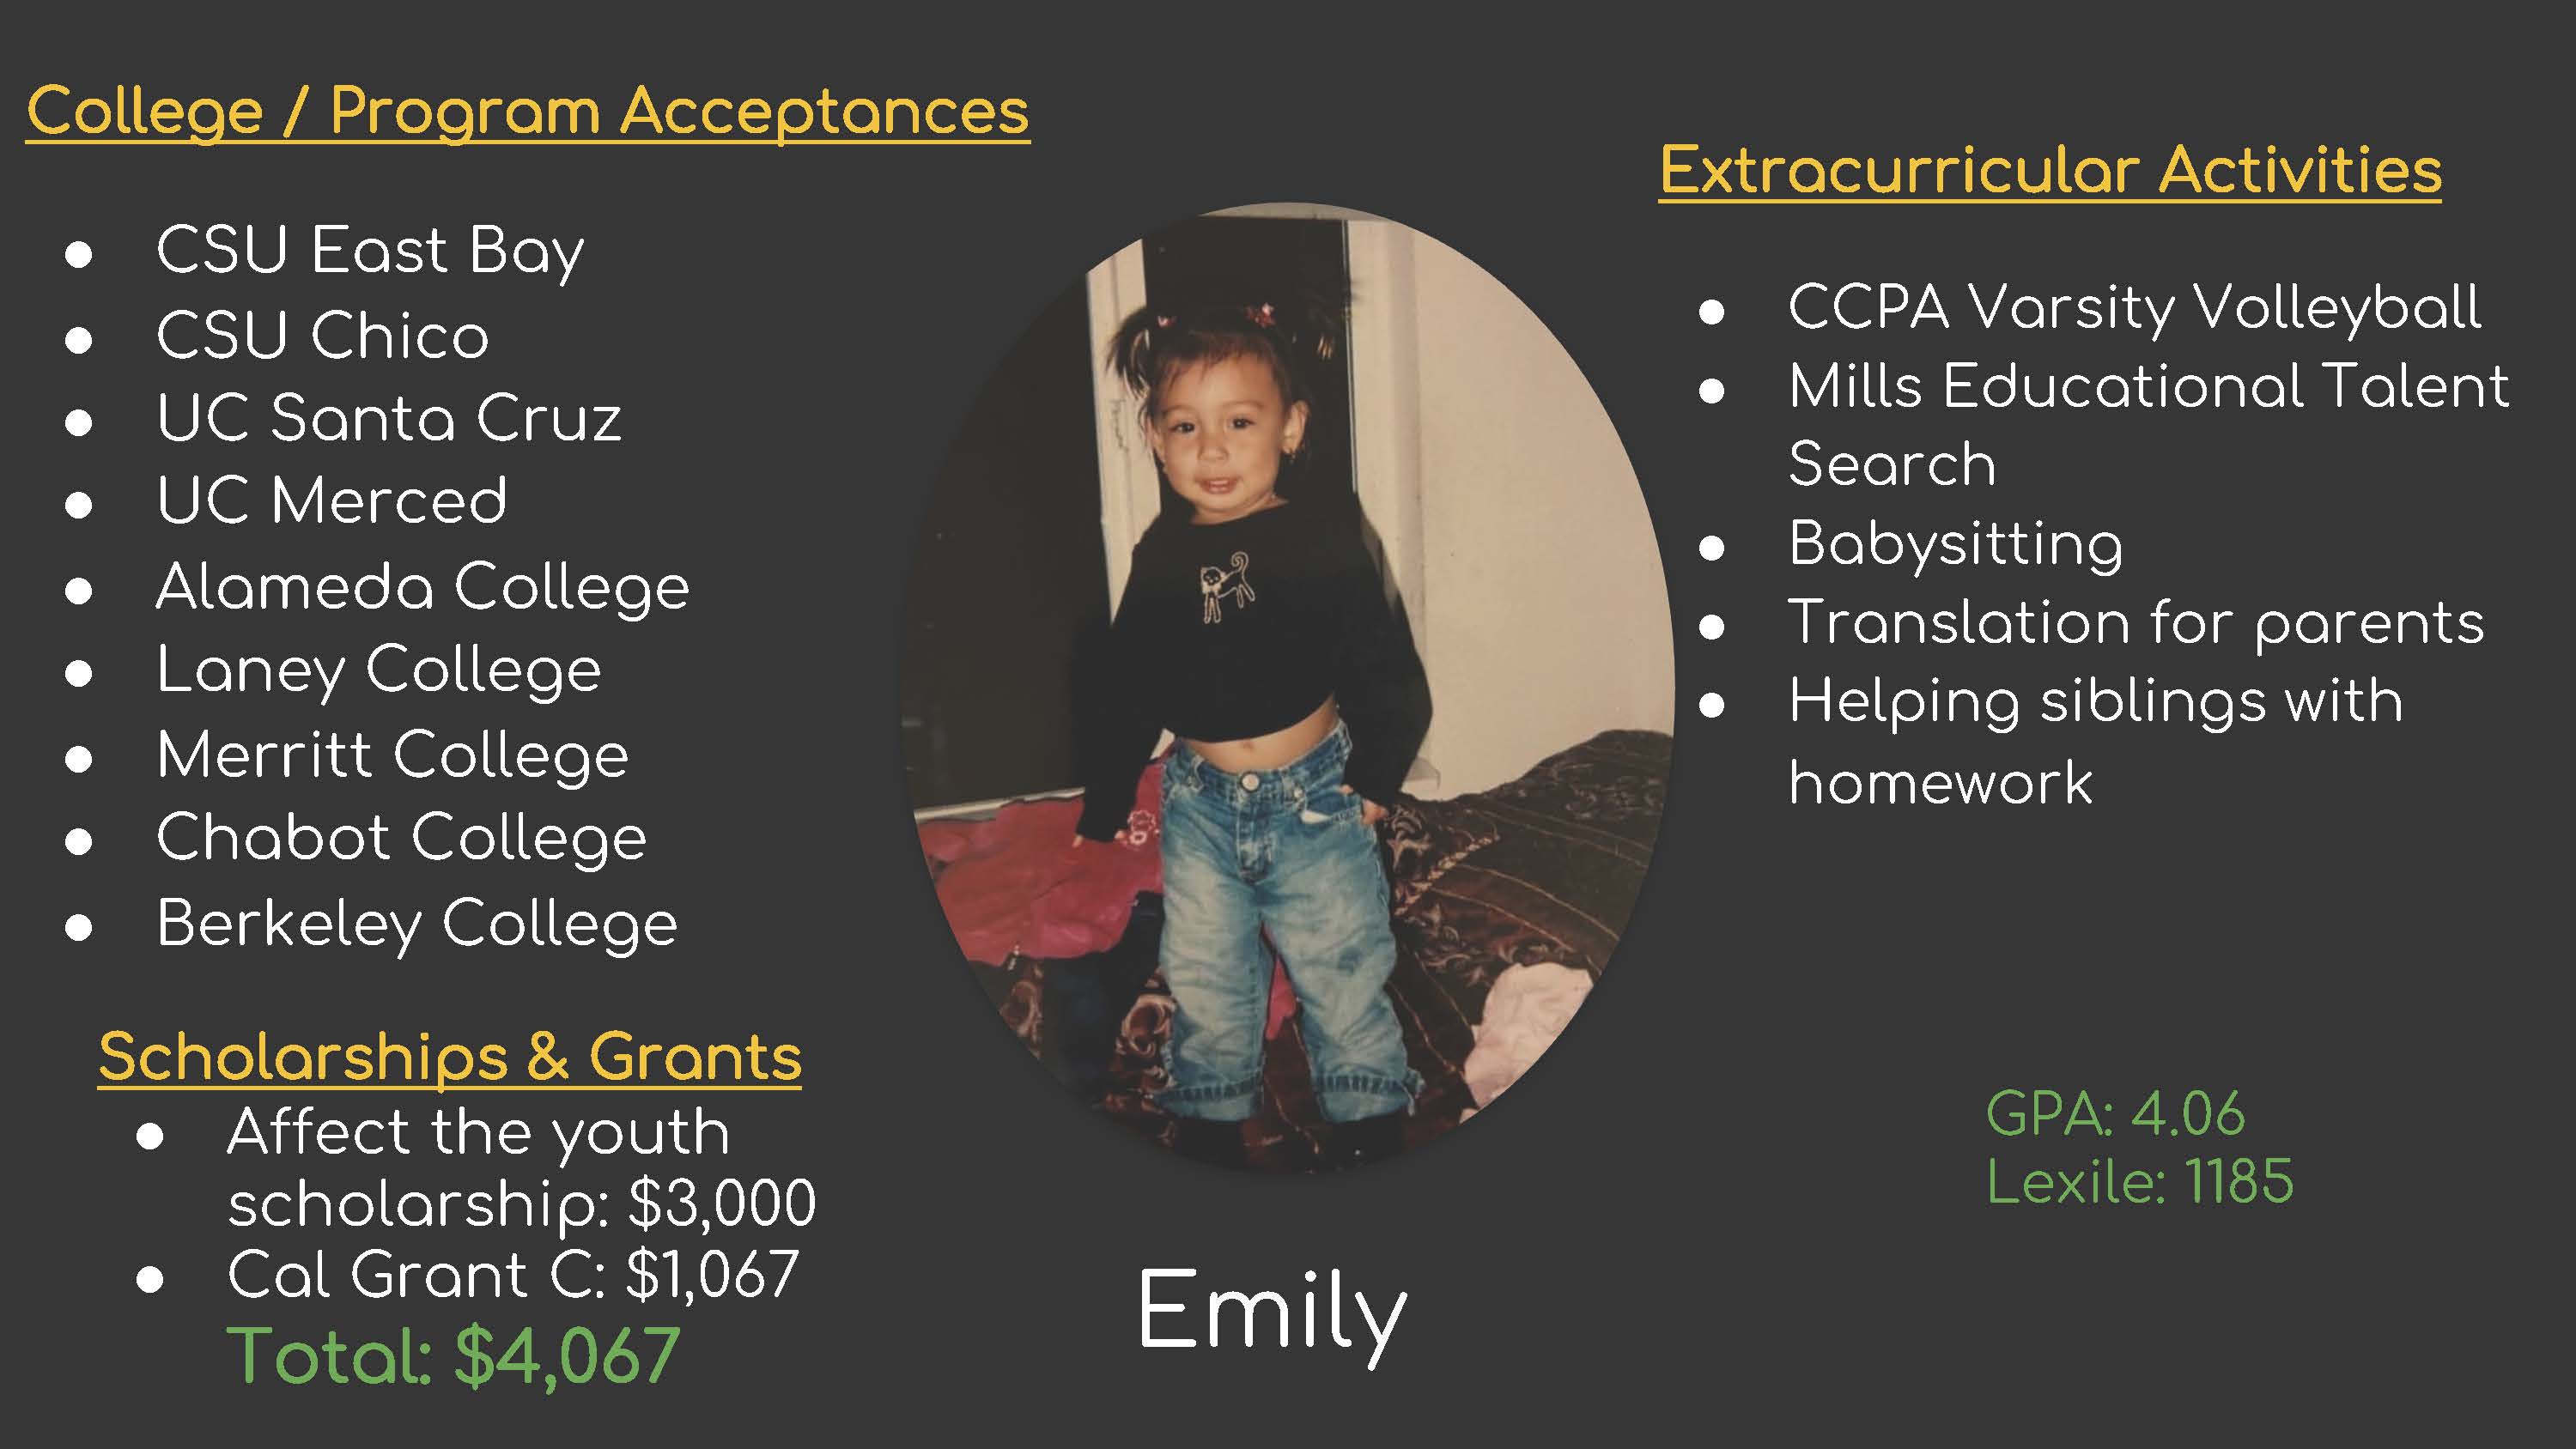 College / Program Acceptances
CSU East Bay
CSU Chico
UC Santa Cruz
UC Merced
Alameda College
Laney College
Merritt College
Chabot College
Berkeley College
Scholarships & Grants
Affect the youth
scholarship: $3,000
Cal Grant C: $1,067
Total: $4,067
Emily
Extracurricular Activities
CCPA Varsity Volleyball
Mills Educational Talent
Search
Babysitting
Translation for parents
Helping siblings with
homework
GPA: 4.06
Lexile: 1185